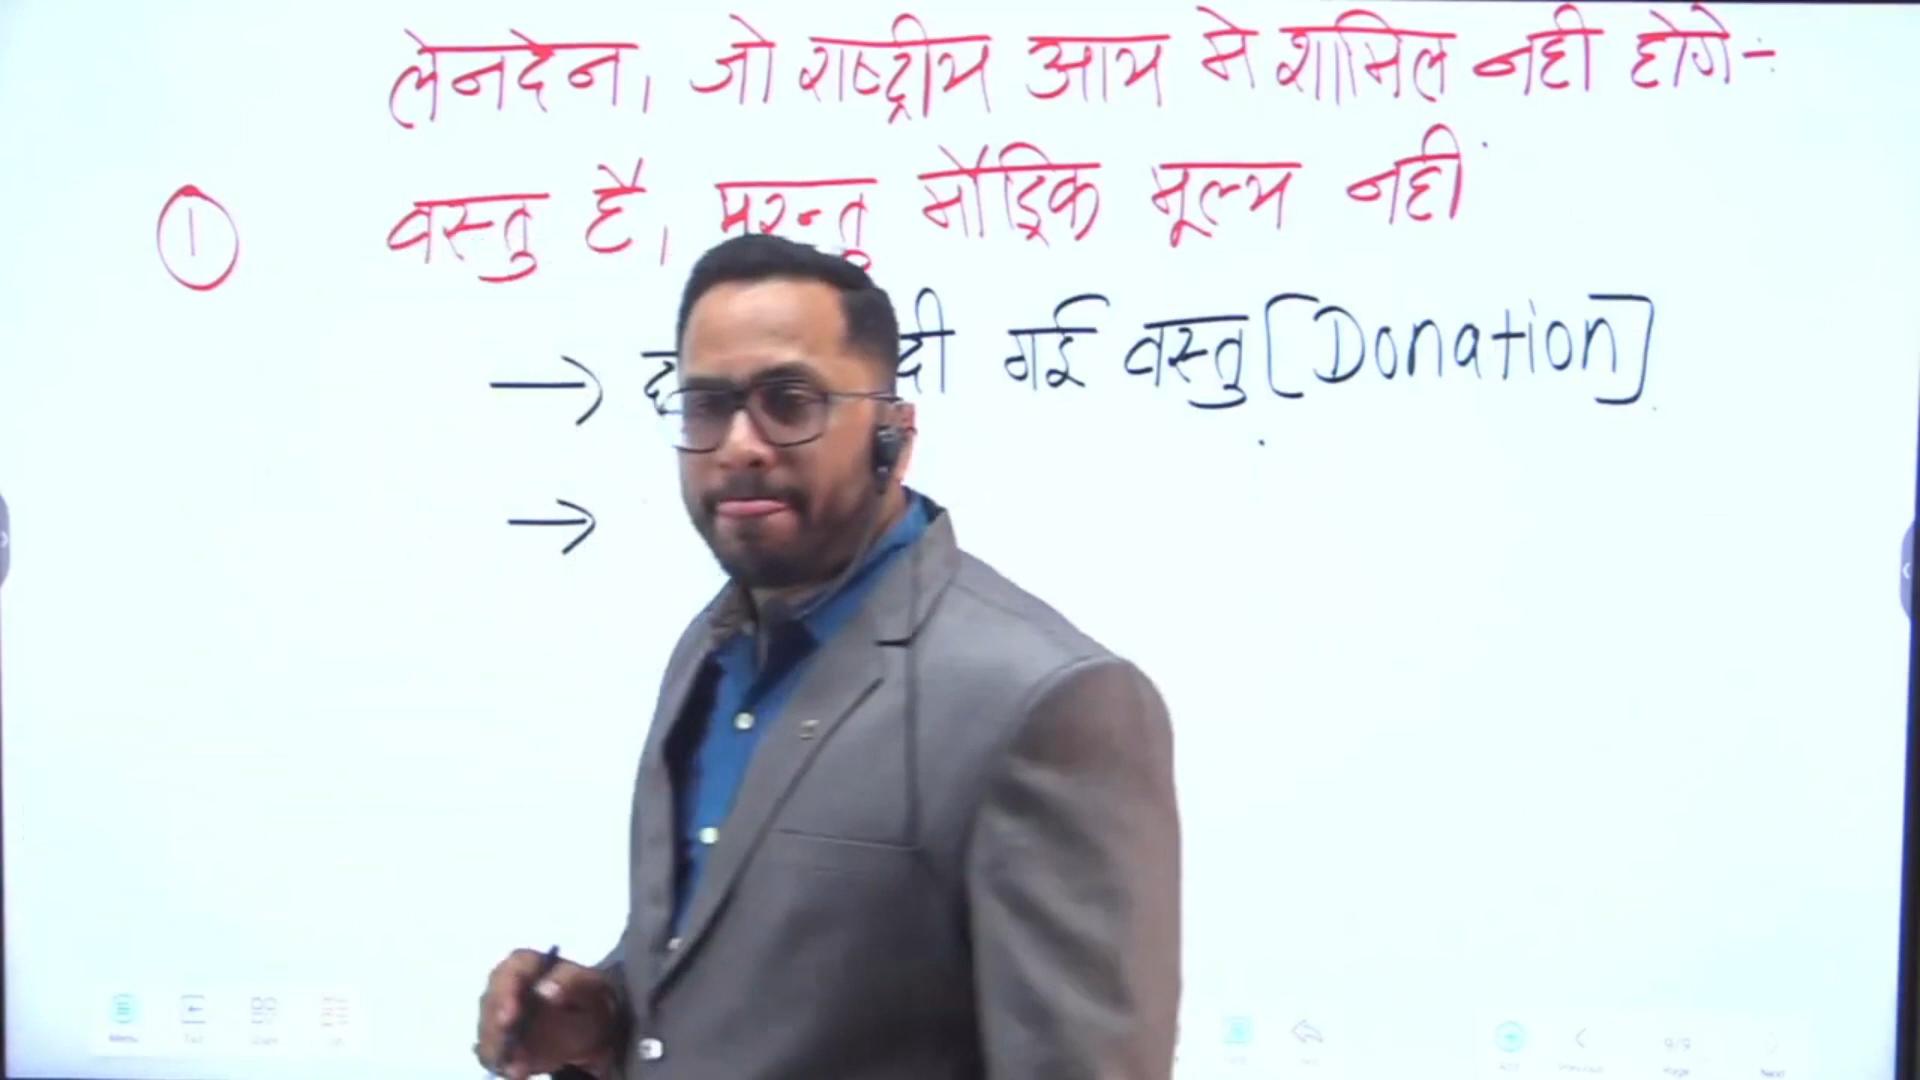 लेनदेन, जो राष्ट्रीय आय मे शामिल नही होगे-
① वस्तु है, परन्तु मौद्रिक मूल्य नही
→ दी गई वस्तु [Donation]
→